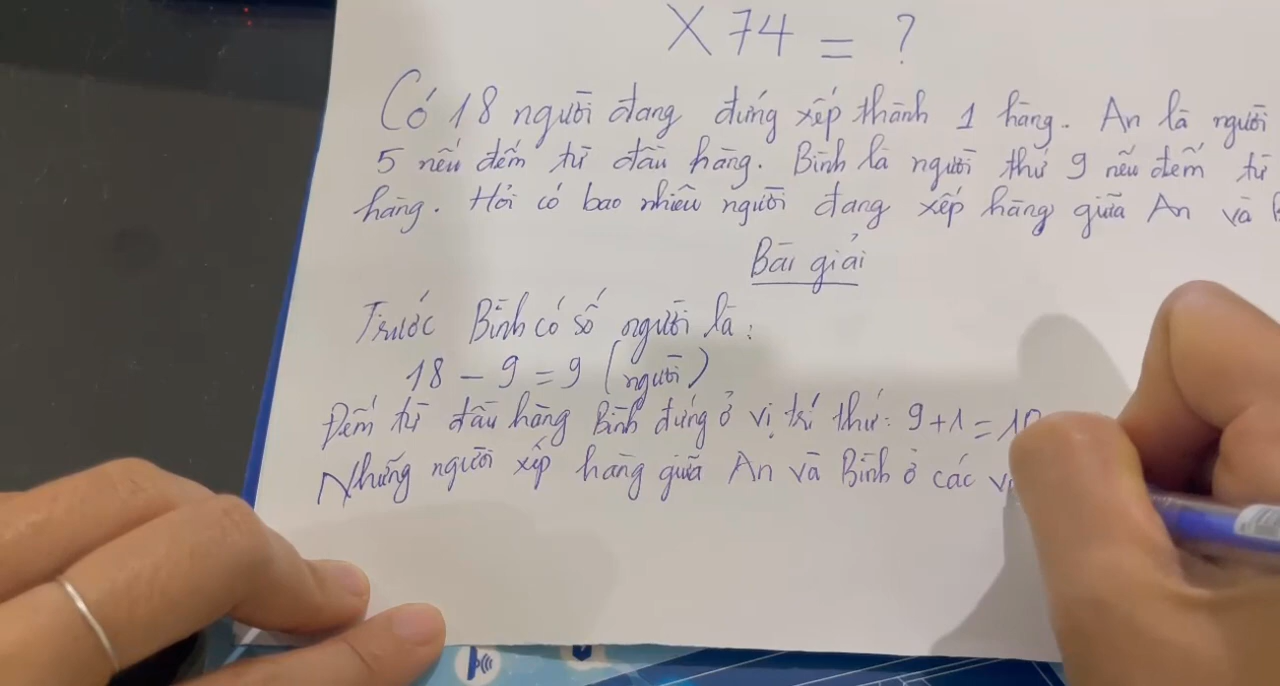 X 74 = ?
Có 18 người đang đứng xếp thành 1 hàng. An là người
5 nếu đếm từ đầu hàng. Bình là người thứ 9 nếu đếm từ
hàng. Hỏi có bao nhiêu người đang xếp hàng giữa An và
Bài giải
Trước Bình có số người là:
18 - 9 = 9 (người)
Đếm từ đầu hàng Bình đứng ở vị trí thứ: 9+1=10
Những người xếp hàng giữa An và Bình ở các